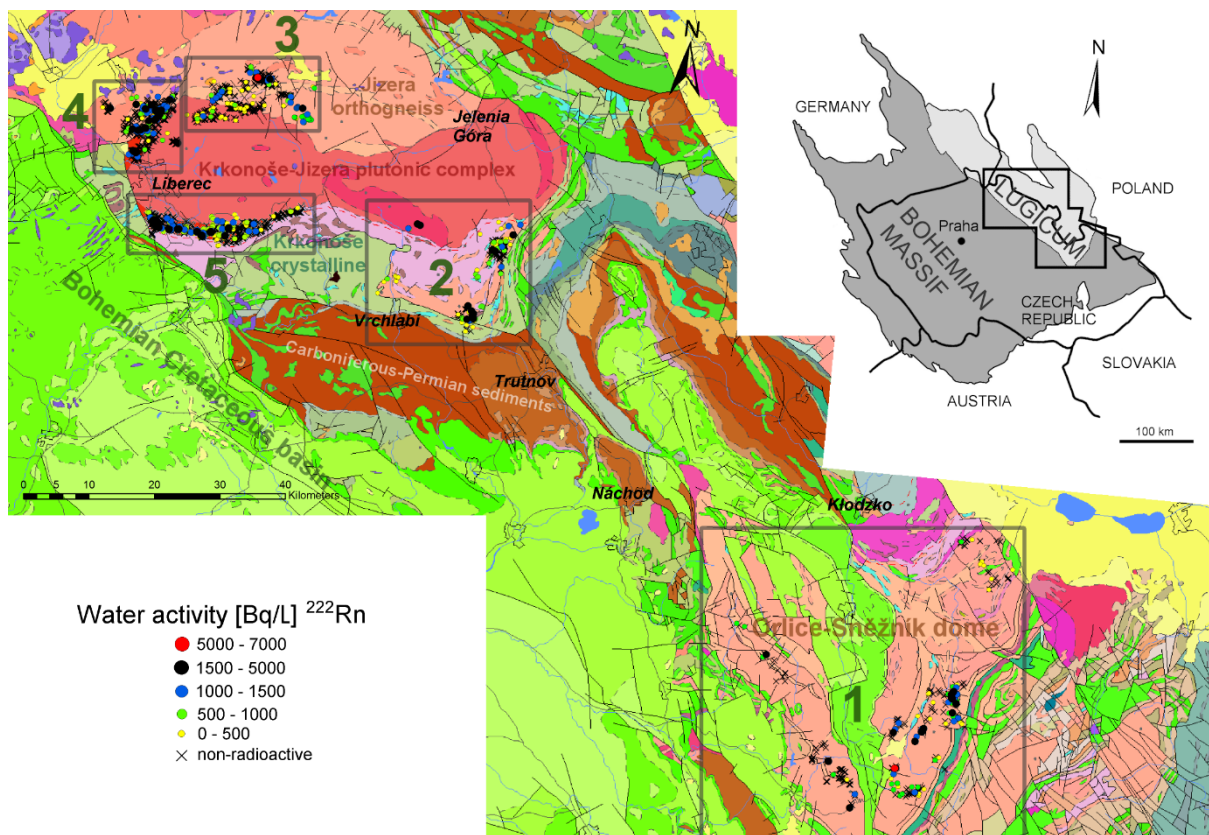 3
N
Jizera
orthogneiss
4
Jelenia
Góra
Krkonoše-Jizera plutonic complex
Liberec
Krkonoše
crystalline
2
5
Bohemian Cretaceous basin
Vrchlabí
Carboniferous-Permian sediments
Trutnov
0 5 10 20 30 40
Kilometers
Náchod
Kłodzko
Orlice-Sněžník dome
1
N
GERMANY
POLAND
LUGICUM
Praha
BOHEMIAN
MASSIF
CZECH
REPUBLIC
SLOVAKIA
AUSTRIA
100 km
Water activity [Bq/L] ²²²Rn
5000 - 7000
1500 - 5000
1000 - 1500
500 - 1000
0 - 500
non-radioactive